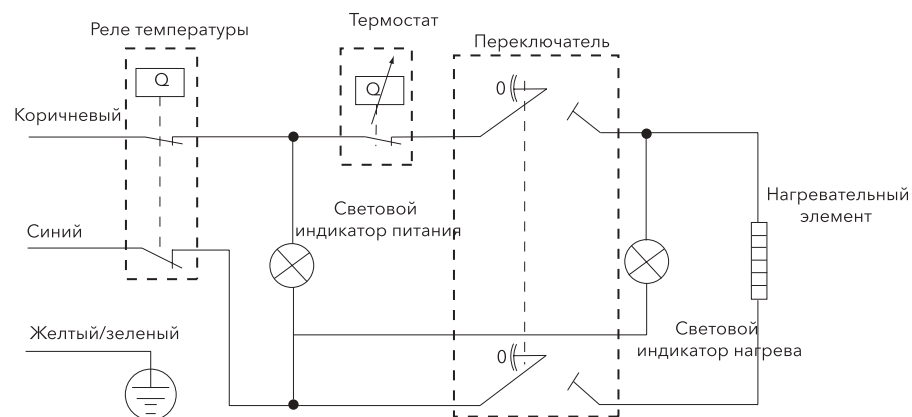 Реле температуры
Термостат
Переключатель
Q
Q
0
Коричневый
Нагревательный
элемент
Световой
индикатор питания
Синий
Световой
индикатор нагрева
Желтый/зеленый
0